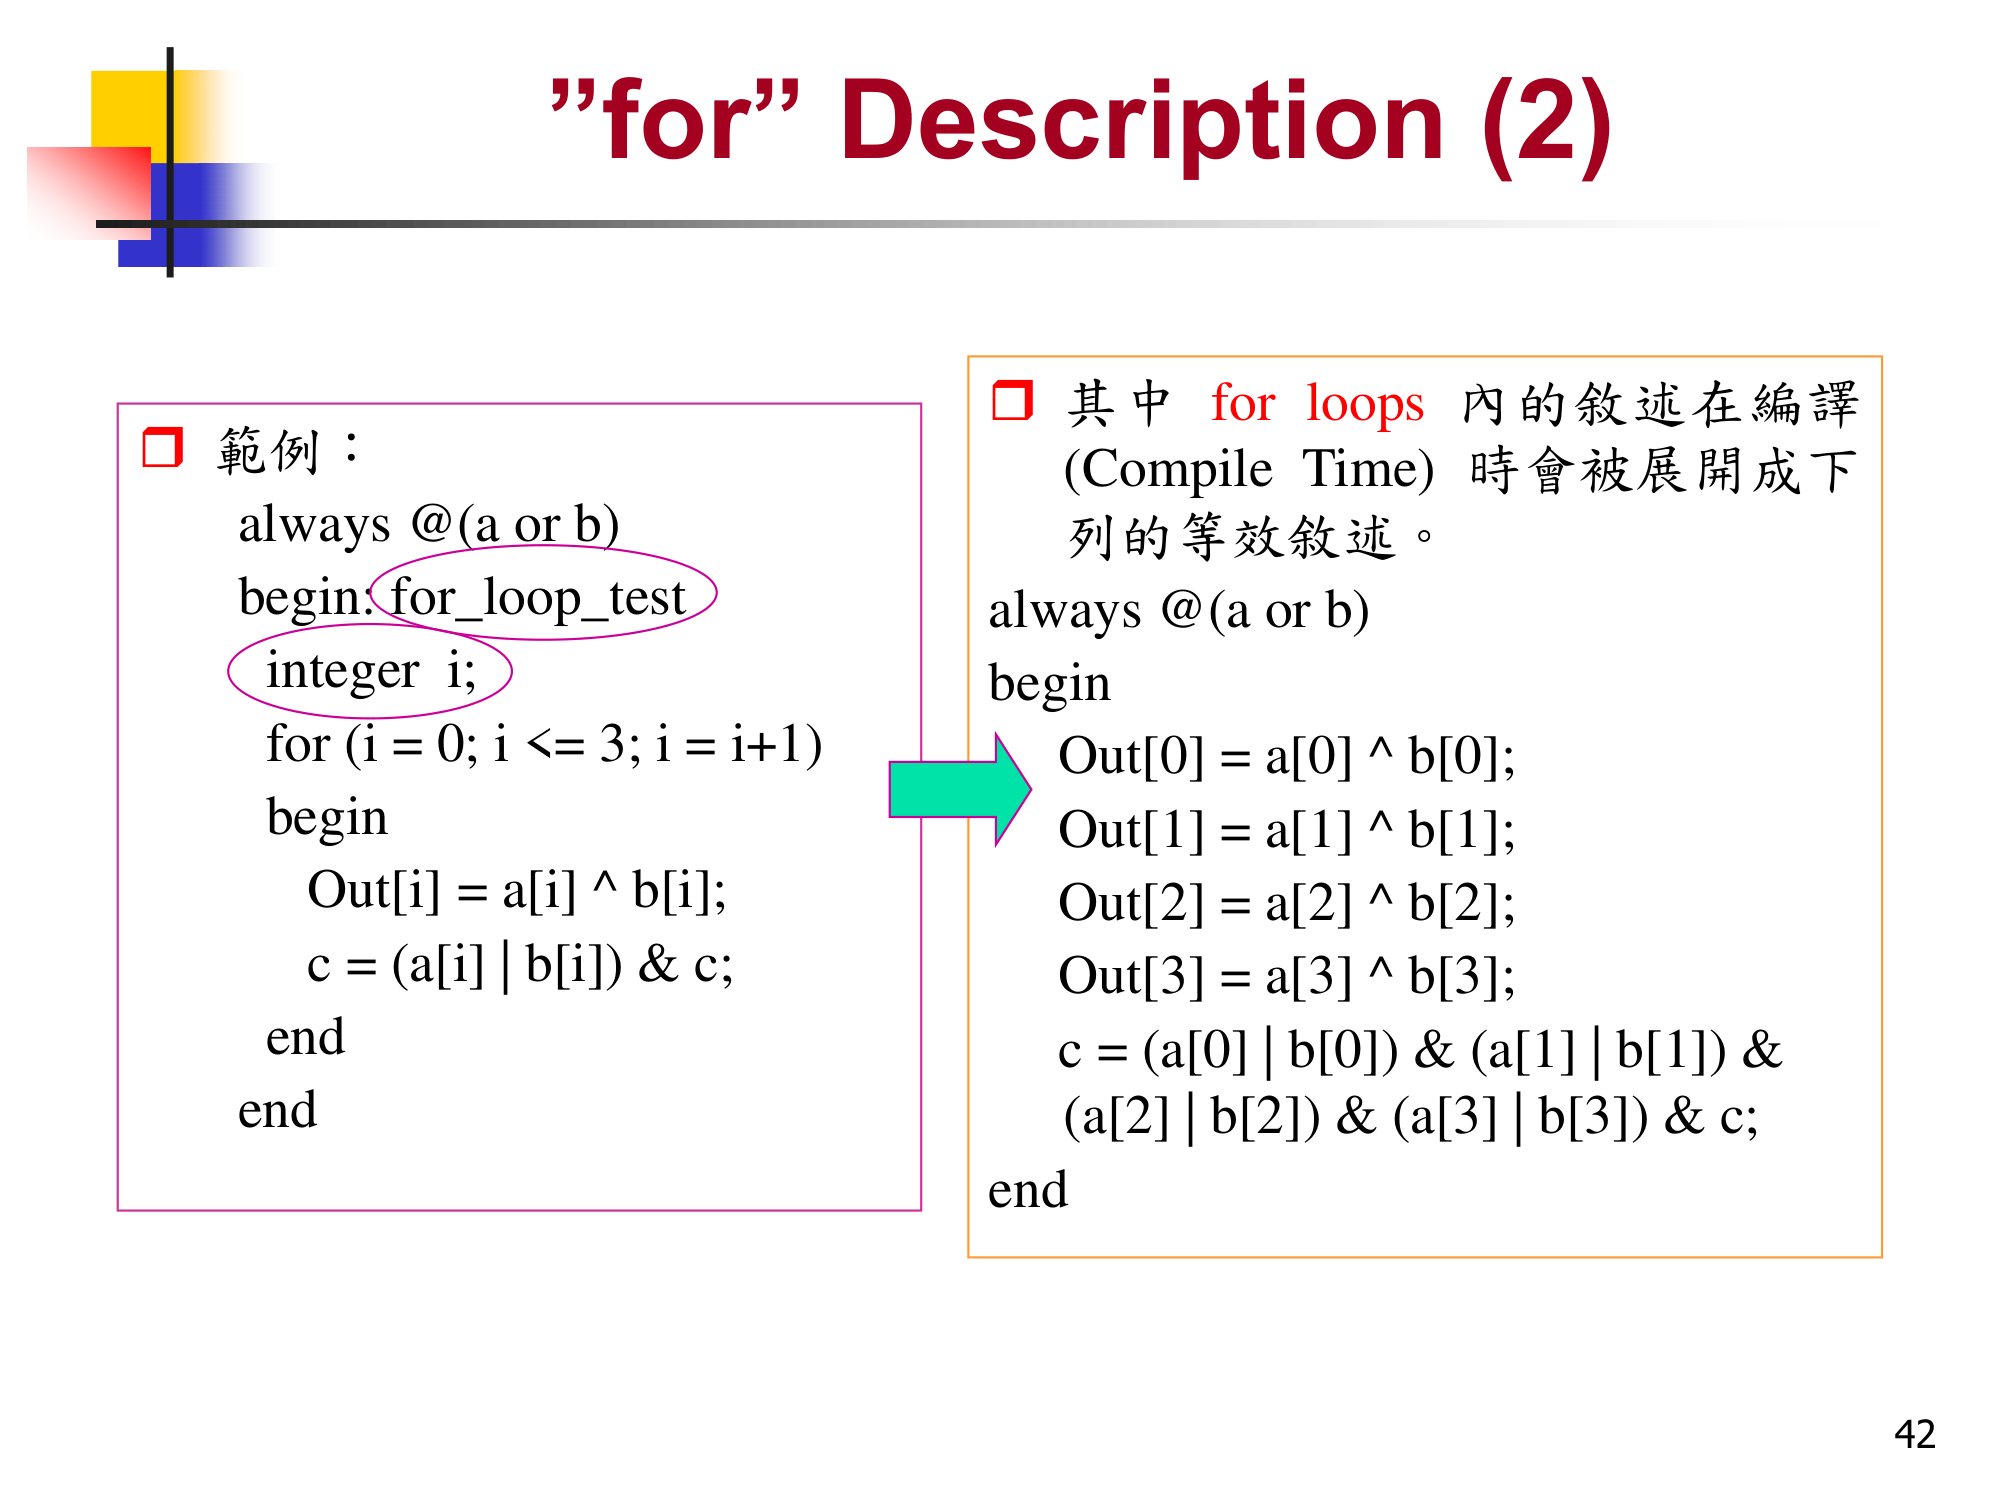 ”for” Description (2)
範例：
always @(a or b)
begin: for_loop_test
integer i;
for (i = 0; i <= 3; i = i+1)
begin
Out[i] = a[i] ^ b[i];
c = (a[i] | b[i]) & c;
end
end
其中 for loops 內的敘述在編譯
(Compile Time) 時會被展開成下
列的等效敘述。
always @(a or b)
begin
Out[0] = a[0] ^ b[0];
Out[1] = a[1] ^ b[1];
Out[2] = a[2] ^ b[2];
Out[3] = a[3] ^ b[3];
c = (a[0] | b[0]) & (a[1] | b[1]) &
(a[2] | b[2]) & (a[3] | b[3]) & c;
end
42